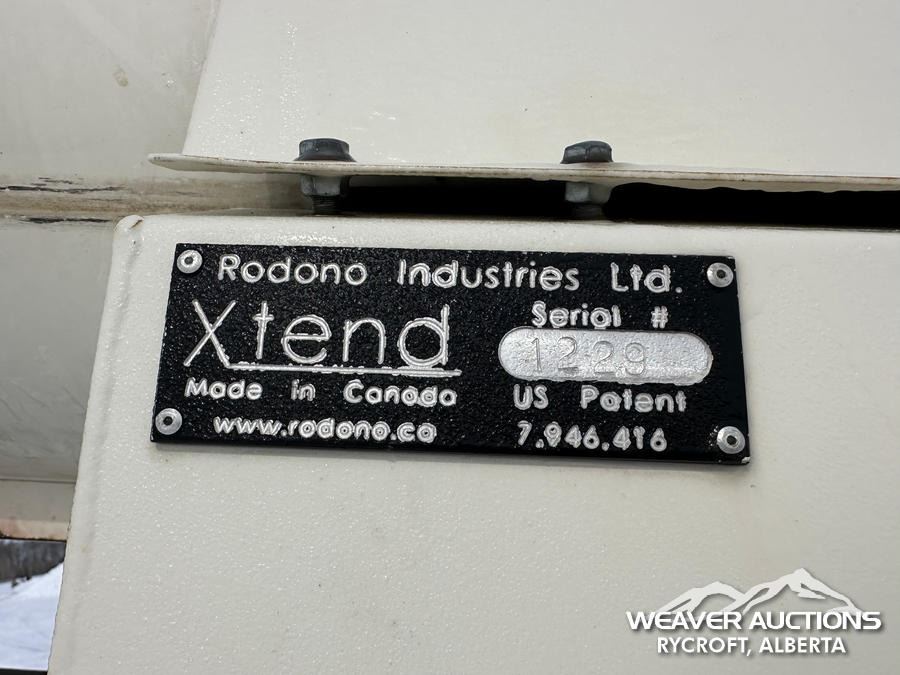 Rodono Industries Ltd.
Xtend
Made in Canada
www.rodono.ca
Serial #
1229
US Patent
7,946,416
WEAVER AUCTIONS
RYCROFT, ALBERTA